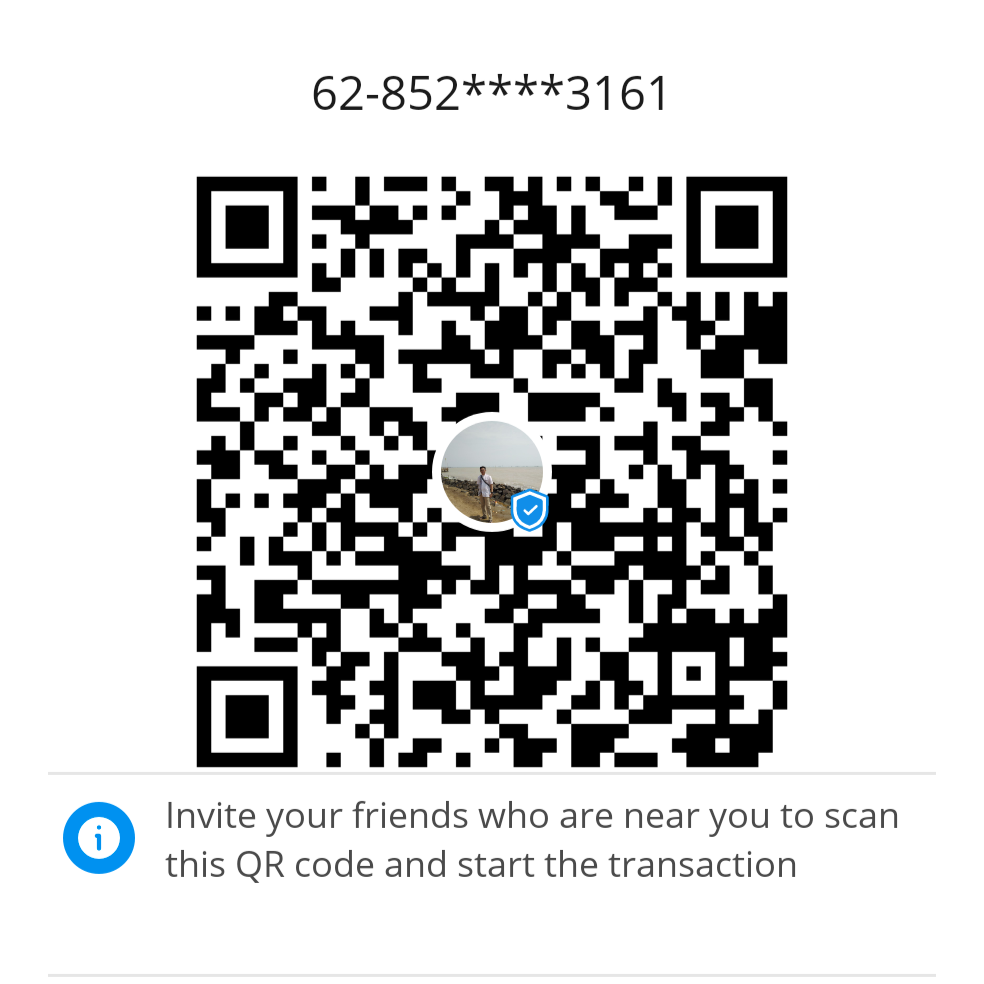 62-852****3161
Invite your friends who are near you to scan
this QR code and start the transaction